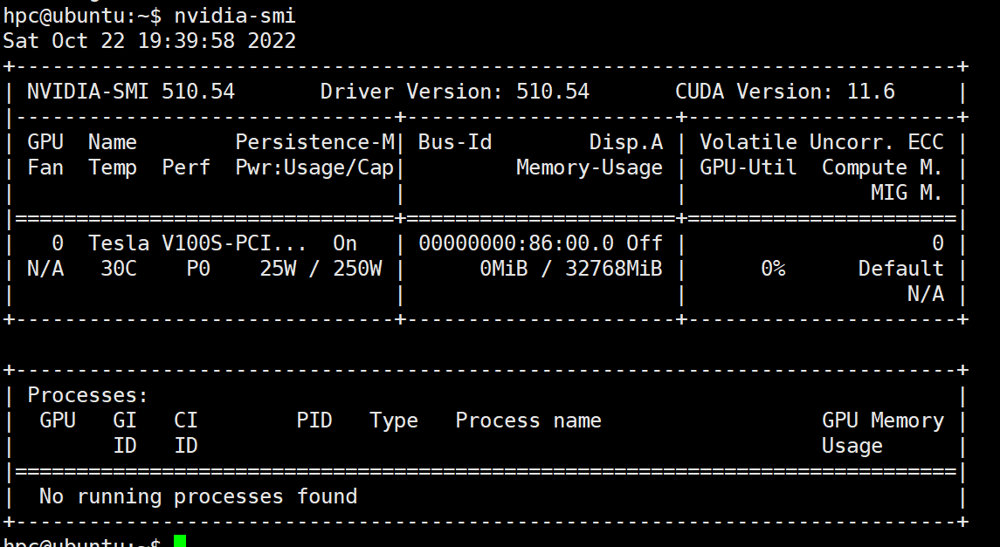 hpc@ubuntu:~$ nvidia-smi
Sat Oct 22 19:39:58 2022
+-----------------------------------------------------------------------------+
| NVIDIA-SMI 510.54       Driver Version: 510.54       CUDA Version: 11.6     |
|-------------------------------+----------------------+----------------------+
| GPU  Name        Persistence-M| Bus-Id        Disp.A | Volatile Uncorr. ECC |
| Fan  Temp  Perf  Pwr:Usage/Cap|         Memory-Usage | GPU-Util  Compute M. |
|                               |                      |               MIG M. |
|===============================+======================+======================|
|   0  Tesla V100S-PCI...  On   | 00000000:86:00.0 Off |                    0 |
| N/A   30C    P0    25W / 250W |      0MiB / 32768MiB |      0%      Default |
|                               |                      |                  N/A |
+-------------------------------+----------------------+----------------------+

+-----------------------------------------------------------------------------+
| Processes:                                                                  |
|  GPU   GI   CI        PID   Type   Process name                  GPU Memory |
|        ID   ID                                                   Usage      |
|=============================================================================|
|  No running processes found                                                 |
+-----------------------------------------------------------------------------+
hpc@ubuntu:~$